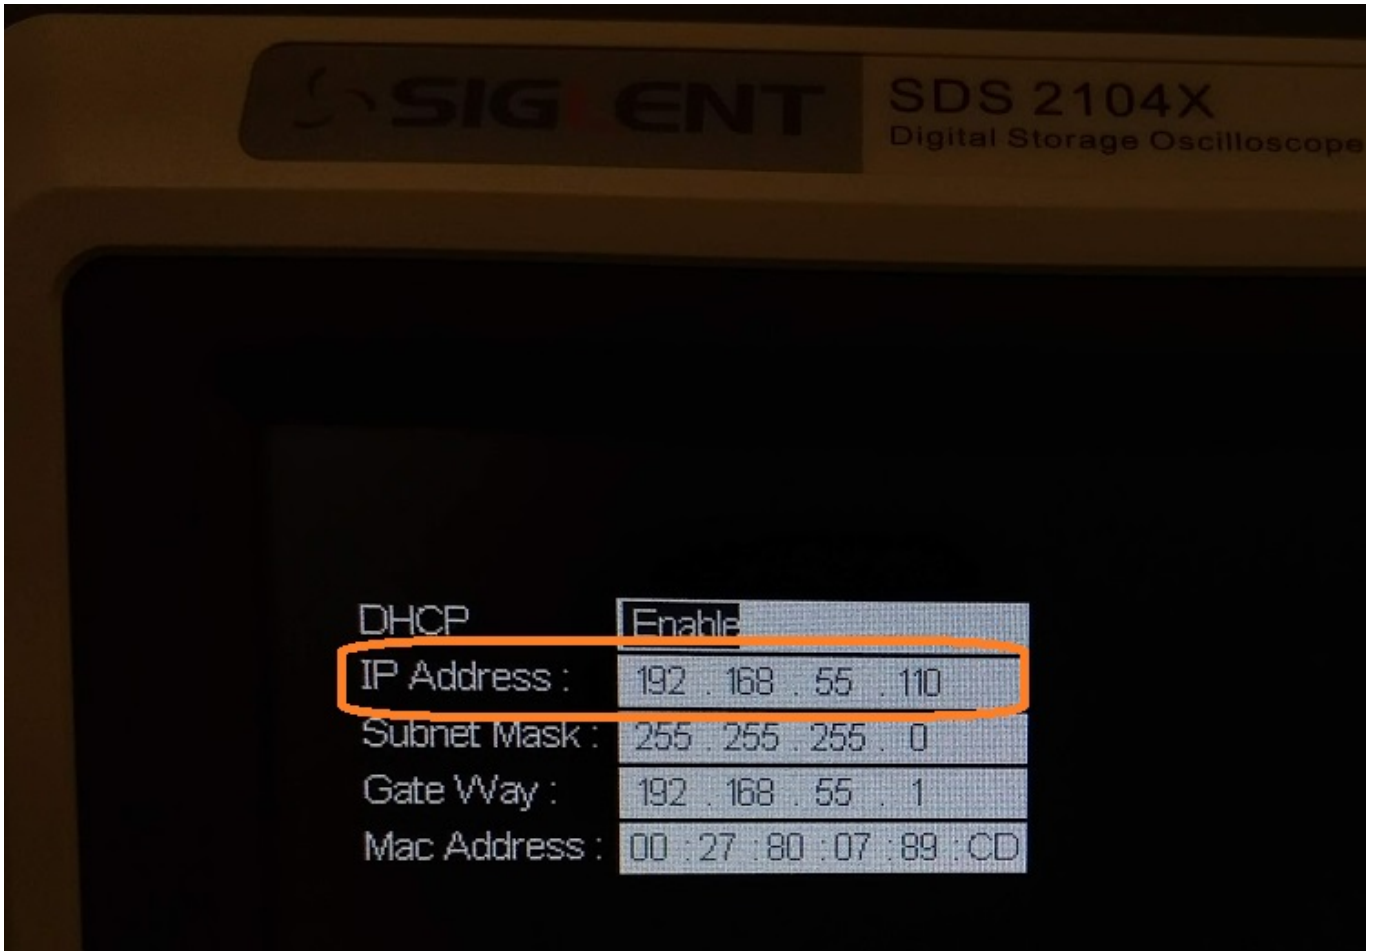 SIGLENT
SDS 2104X
Digital Storage Oscilloscope
DHCP Enable
IP Address : 192 . 168 . 55 . 110
Subnet Mask : 255 . 255 . 255 . 0
Gate Way : 192 . 168 . 55 . 1
Mac Address : 00 : 27 : 80 : 07 : 89 : CD